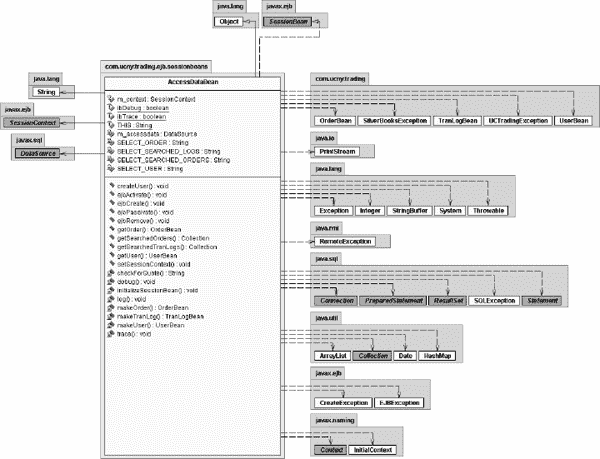 java.lang
Object
javax.ejb
SessionBean
com.ucny.trading.ejb.sessionbeans
AccessDataBean
m_context: SessionContext
ibDebug: boolean
ibTrace: boolean
THIS: String
m_accessdata: DataSource
SELECT_ORDER: String
SELECT_SEARCHED_LOGS: String
SELECT_SEARCHED_ORDERS: String
SELECT_USER: String
createUser(): void
ejbActivate(): void
ejbCreate(): void
ejbPassivate(): void
ejbRemove(): void
getOrder(): OrderBean
getSearchedOrders(): Collection
getSearchedTranLogs(): Collection
getUser(): UserBean
setSessionContext(): void
checkForQuote(): String
debug(): void
initializeSessionBean(): void
log(): void
makeOrder(): OrderBean
makeTranLog(): TranLogBean
makeUser(): UserBean
trace(): void
java.lang
String
javax.ejb
SessionContext
javax.sql
DataSource
com.ucny.trading
OrderBean
SilverBooksException
TranLogBean
UCTradingException
UserBean
java.io
PrintStream
java.lang
Exception
Integer
StringBuffer
System
Throwable
java.rmi
RemoteException
java.sql
Connection
PreparedStatement
ResultSet
SQLException
Statement
java.util
ArrayList
Collection
Date
HashMap
javax.ejb
CreateException
EJBException
javax.naming
Context
InitialContext